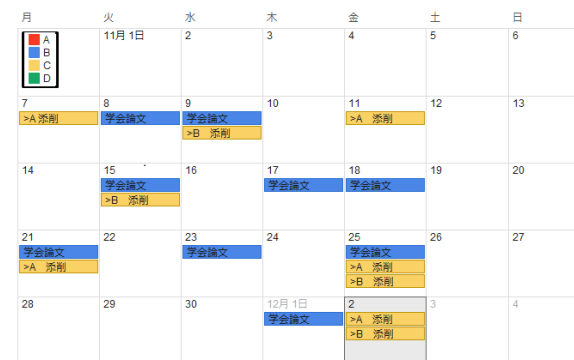 月 火 水 木 金 土 日
A
B
C
D
11月 1日 2 3 4 5 6
7 8 9 10 11 12 13
>A 添削 学会論文 学会論文 >A 添削
>B 添削
14 15 16 17 18 19 20
学会論文 学会論文 学会論文
>B 添削
21 22 23 24 25 26 27
学会論文 学会論文 学会論文
>A 添削 >A 添削
>B 添削
28 29 30 12月 1日 2 3 4
学会論文 >A 添削
>B 添削